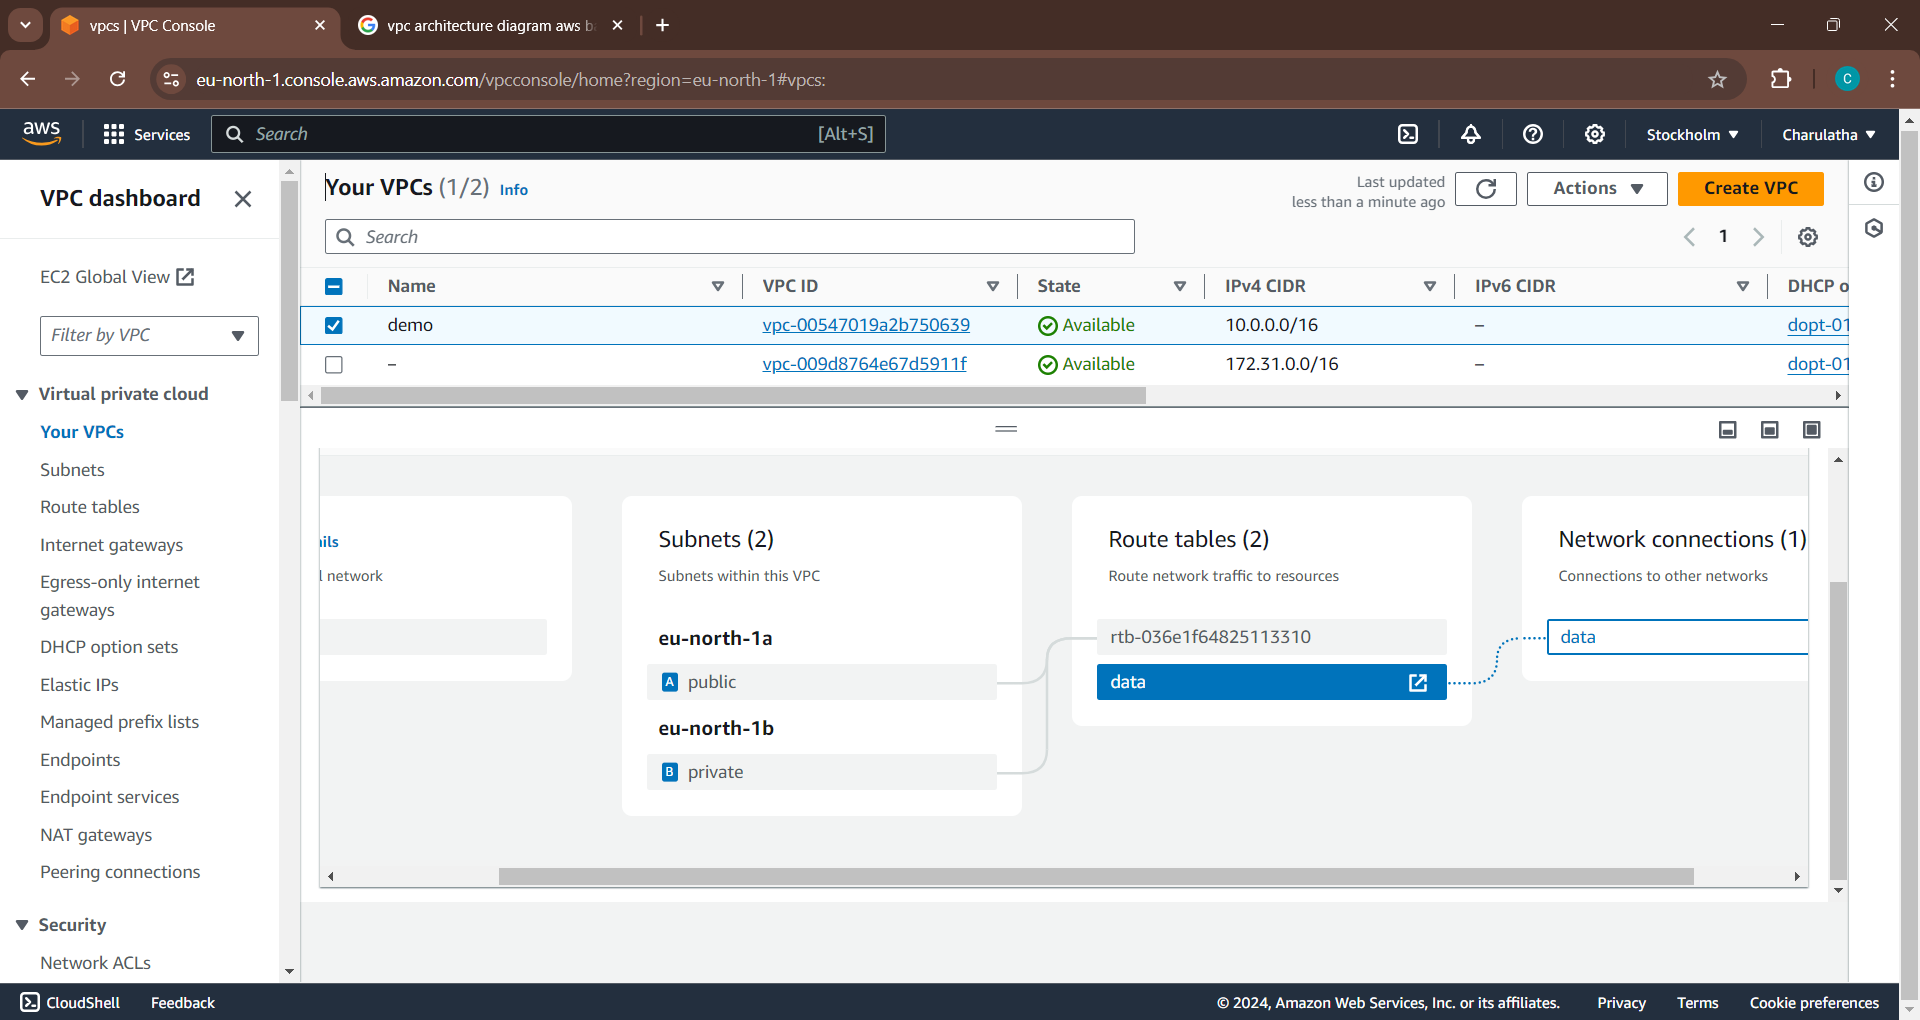 vpcs | VPC Console
vpc architecture diagram aws b
eu-north-1.console.aws.amazon.com/vpcconsole/home?region=eu-north-1#vpcs:
C
aws
Services
Search
[Alt+S]
Stockholm
Charulatha
VPC dashboard
EC2 Global View
Filter by VPC
Virtual private cloud
Your VPCs
Subnets
Route tables
Internet gateways
Egress-only internet
gateways
DHCP option sets
Elastic IPs
Managed prefix lists
Endpoints
Endpoint services
NAT gateways
Peering connections
Security
Network ACLs
Your VPCs (1/2) Info
Last updated
less than a minute ago
Actions
Create VPC
Search
1
Name VPC ID State IPv4 CIDR IPv6 CIDR DHCP o
demo vpc-00547019a2b750639 Available 10.0.0.0/16 – dopt-01
– vpc-009d8764e67d5911f Available 172.31.0.0/16 – dopt-01
ils
l network
Subnets (2)
Subnets within this VPC
eu-north-1a
A public
eu-north-1b
B private
Route tables (2)
Route network traffic to resources
rtb-036e1f64825113310
data
Network connections (1)
Connections to other networks
data
CloudShell
Feedback
© 2024, Amazon Web Services, Inc. or its affiliates.
Privacy
Terms
Cookie preferences